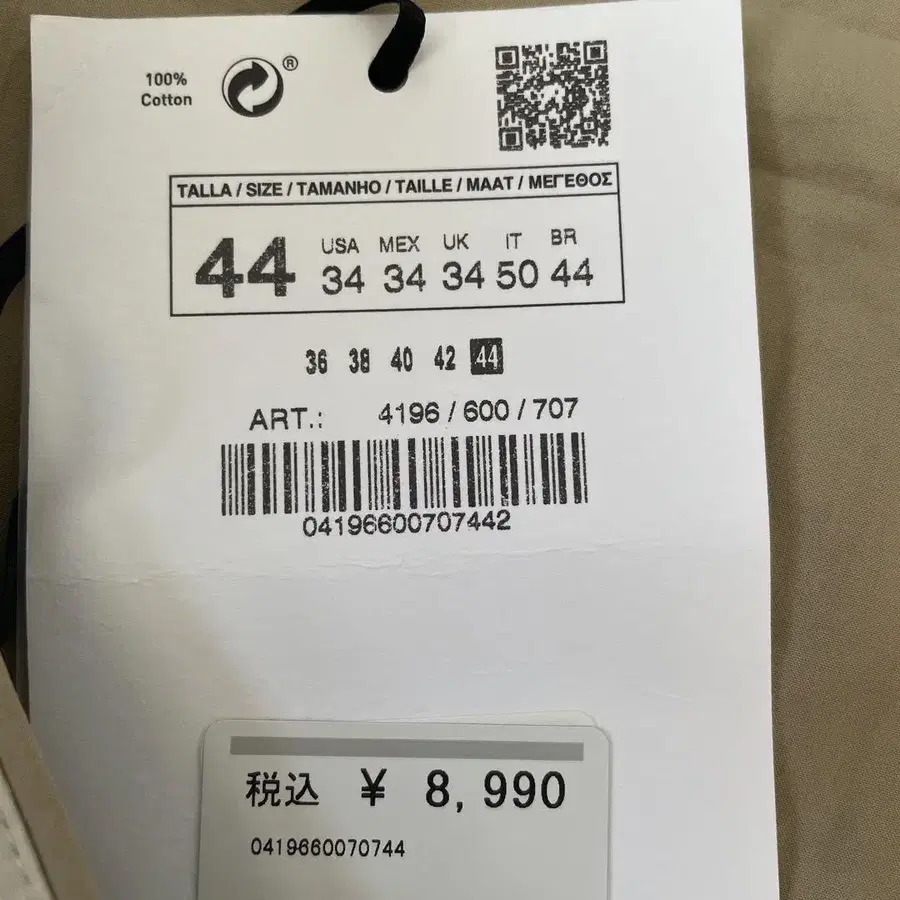 100%
Cotton
®
TALLA / SIZE / TAMANHO / TAILLE / MAAT / ΜΕΓΕΘΟΣ
44
USA MEX UK IT BR
34 34 34 50 44
36 38 40 42 44
ART.: 4196 / 600 / 707
04196600707442
税込 ¥ 8,990
0419660070744